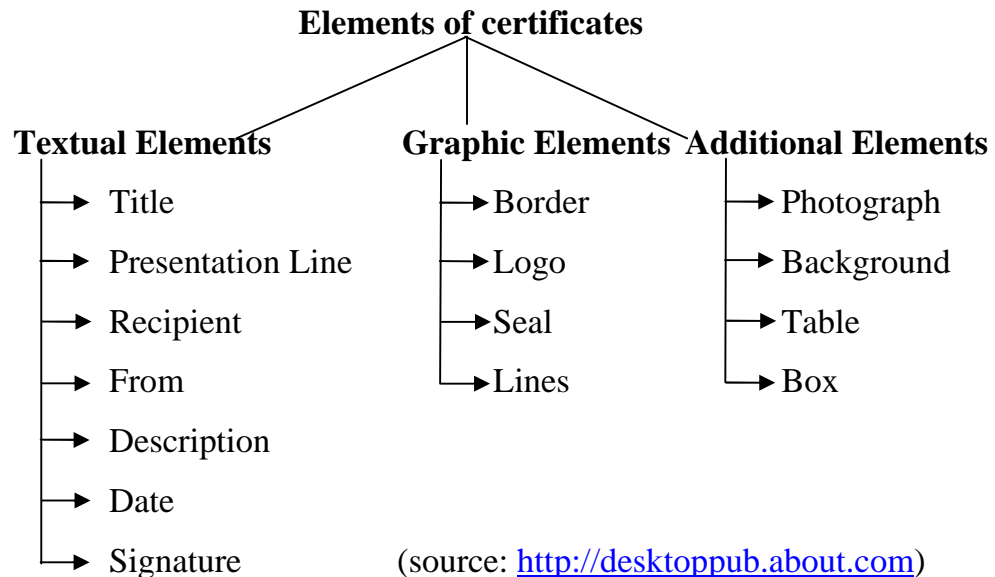 Elements of certificates
Textual Elements Graphic Elements Additional Elements
Title Border Photograph
Presentation Line Logo Background
Recipient Seal Table
From Lines Box
Description
Date
Signature (source: http://desktoppub.about.com)